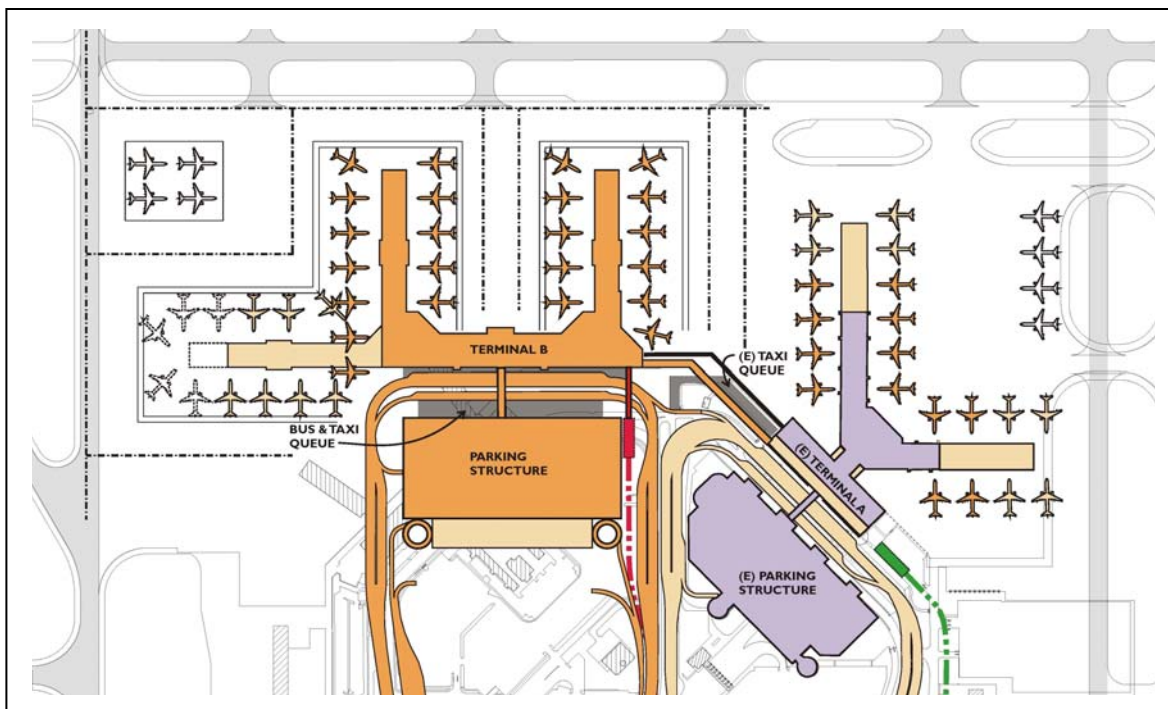 TERMINAL B
(E) TAXI
QUEUE
BUS & TAXI
QUEUE
PARKING
STRUCTURE
(E) TERMINAL A
(E) PARKING
STRUCTURE